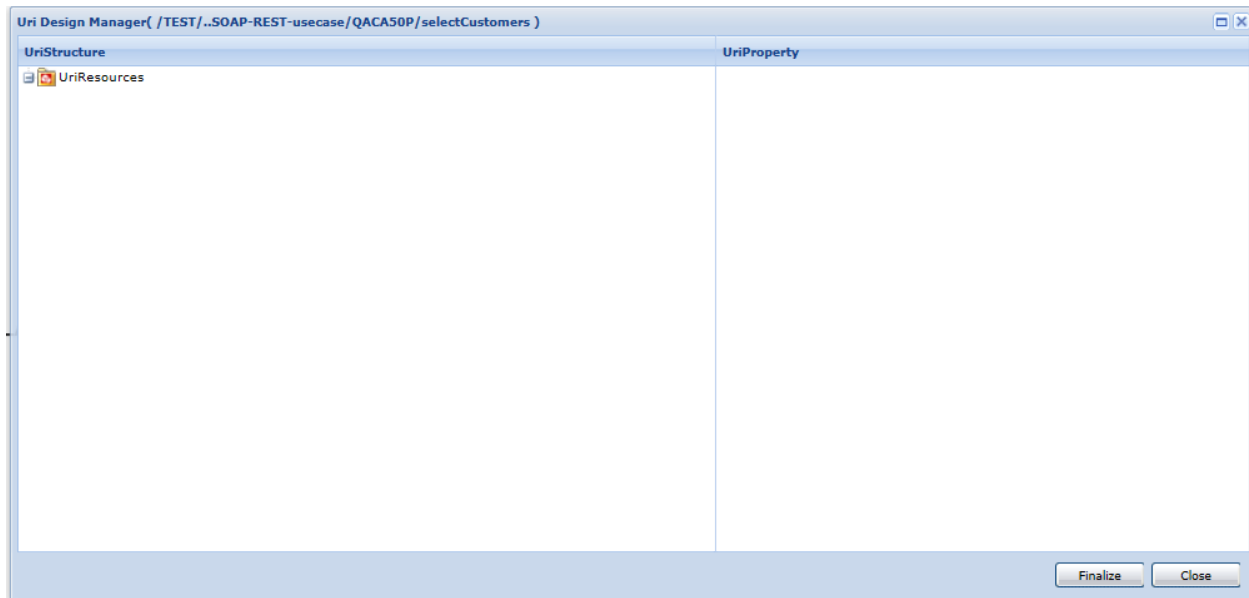 Uri Design Manager( /TEST/..SOAP-REST-usecase/QACA50P/selectCustomers )
UriStructure UriProperty
UriResources
Finalize Close